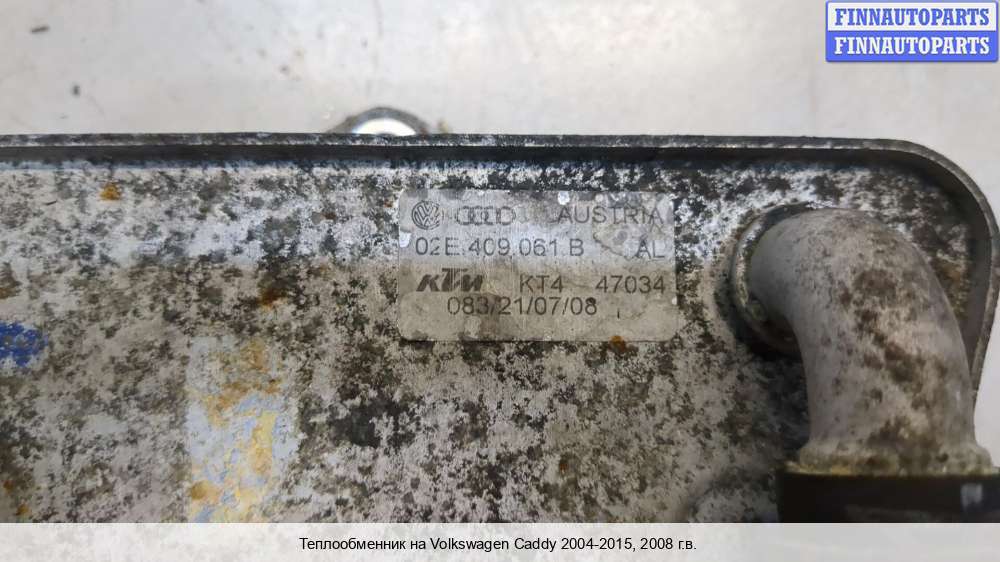 FINNAUTOPARTS
FINNAUTOPARTS
AUSTRIA
02E.409.061.B AL
KTM KT4 47034
083/21/07/08
Теплообменник на Volkswagen Caddy 2004-2015, 2008 г.в.